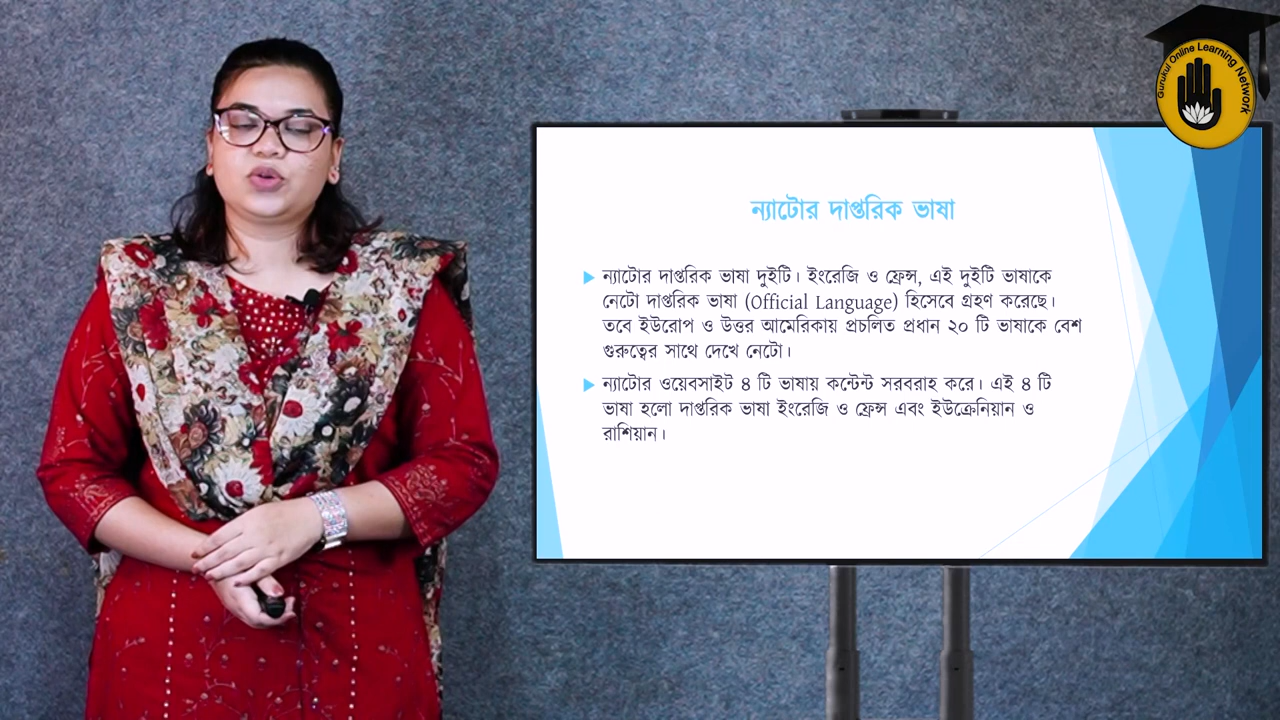 Gurukul Online Learning Network
ন্যাটোর দাপ্তরিক ভাষা
ন্যাটোর দাপ্তরিক ভাষা দুইটি। ইংরেজি ও ফ্রেন্স, এই দুইটি ভাষাকে
নেটো দাপ্তরিক ভাষা (Official Language) হিসেবে গ্রহণ করেছে।
তবে ইউরোপ ও উত্তর আমেরিকায় প্রচলিত প্রধান ২০ টি ভাষাকে বেশ
গুরুত্বের সাথে দেখে নেটো।
ন্যাটোর ওয়েবসাইট ৪ টি ভাষায় কন্টেন্ট সরবরাহ করে। এই ৪ টি
ভাষা হলো দাপ্তরিক ভাষা ইংরেজি ও ফ্রেন্স এবং ইউক্রেনিয়ান ও
রাশিয়ান।